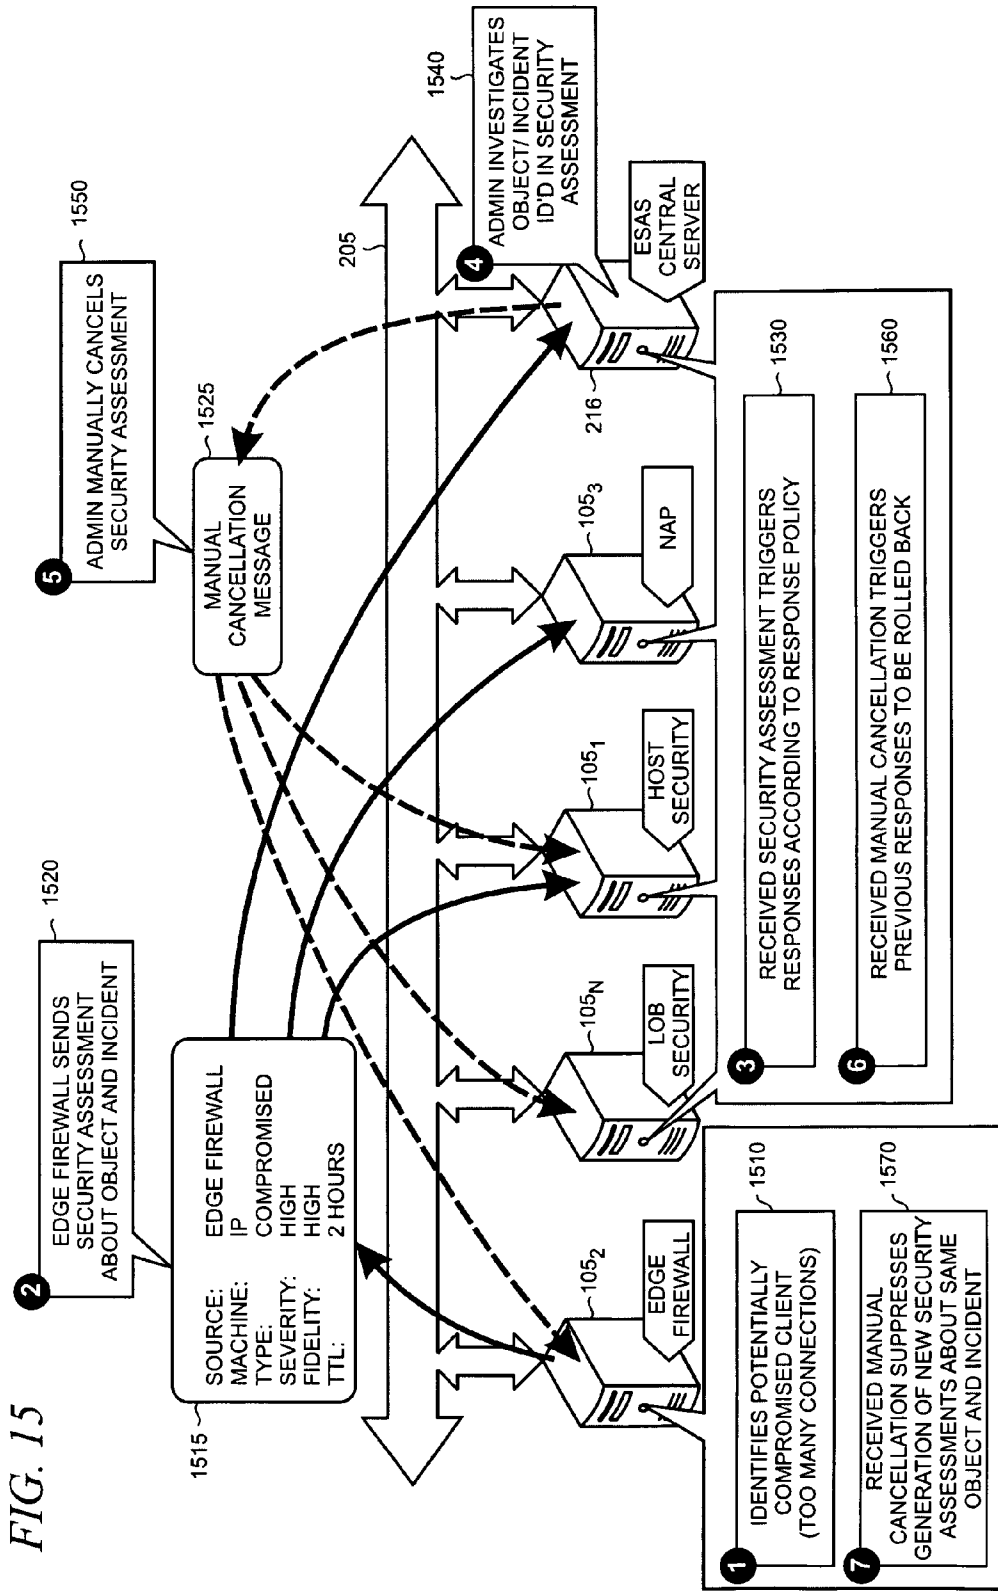 FIG. 15
2
EDGE FIREWALL SENDS
SECURITY ASSESSMENT
ABOUT OBJECT AND INCIDENT
1520
5
ADMIN MANUALLY CANCELS
SECURITY ASSESSMENT
1550
1515
SOURCE: EDGE FIREWALL
MACHINE: IP
TYPE: COMPROMISED
SEVERITY: HIGH
FIDELITY: HIGH
TTL: 2 HOURS
MANUAL
CANCELLATION
MESSAGE
1525
205
4
ADMIN INVESTIGATES
OBJECT/ INCIDENT
ID'D IN SECURITY
ASSESSMENT
1540
105₂
EDGE
FIREWALL
105N
LOB
SECURITY
105₁
HOST
SECURITY
105₃
NAP
216
ESAS
CENTRAL
SERVER
1
IDENTIFIES POTENTIALLY
COMPROMISED CLIENT
(TOO MANY CONNECTIONS)
1510
7
RECEIVED MANUAL
CANCELLATION SUPPRESSES
GENERATION OF NEW SECURITY
ASSESSMENTS ABOUT SAME
OBJECT AND INCIDENT
1570
3
RECEIVED SECURITY ASSESSMENT TRIGGERS
RESPONSES ACCORDING TO RESPONSE POLICY
1530
6
RECEIVED MANUAL CANCELLATION TRIGGERS
PREVIOUS RESPONSES TO BE ROLLED BACK
1560